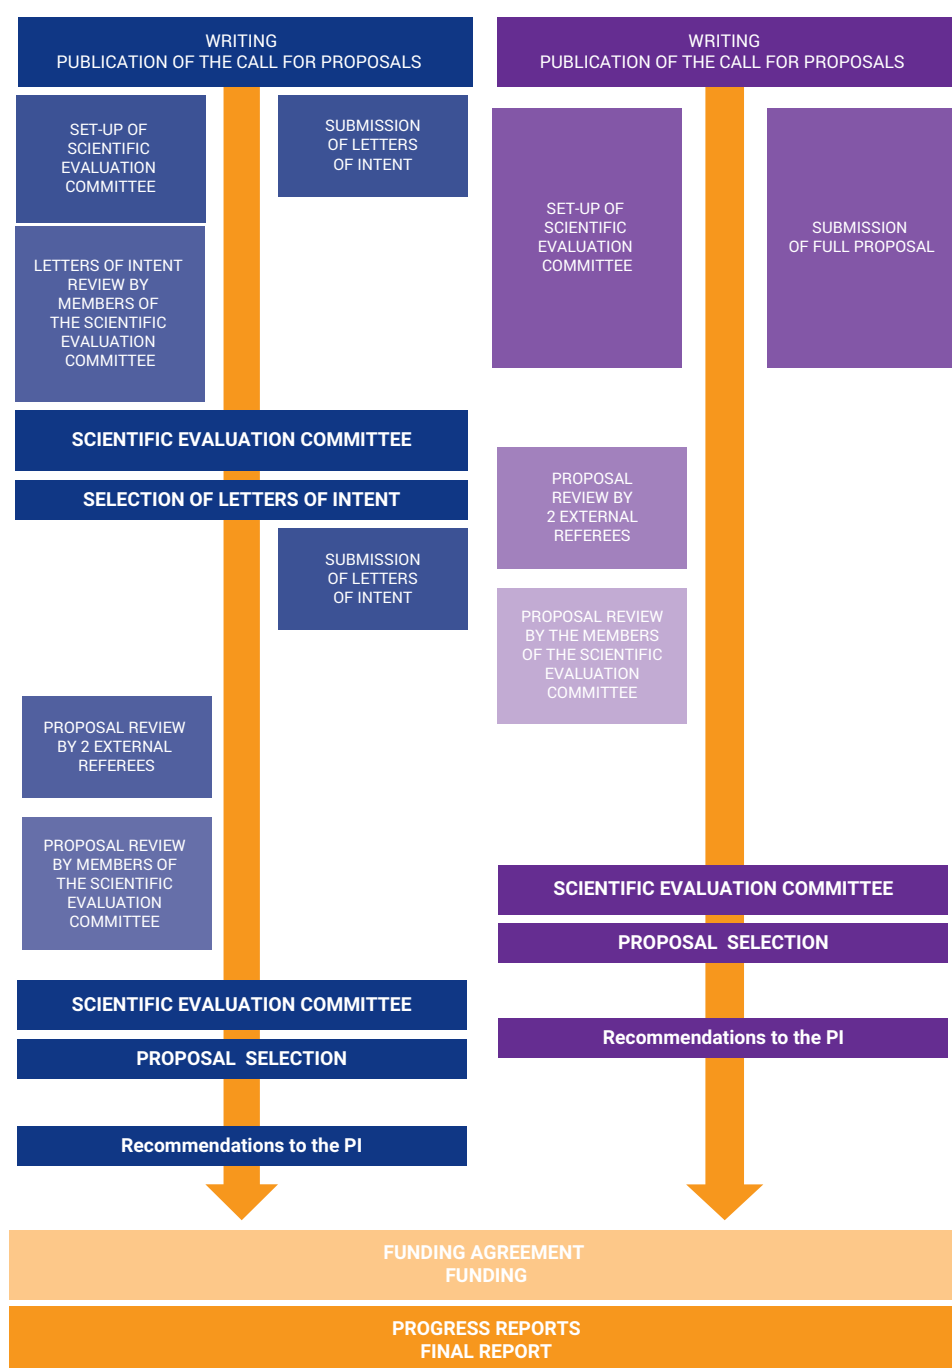 WRITING
PUBLICATION OF THE CALL FOR PROPOSALS
SET-UP OF
SCIENTIFIC
EVALUATION
COMMITTEE
SUBMISSION
OF LETTERS
OF INTENT
LETTERS OF INTENT
REVIEW BY
MEMBERS OF
THE SCIENTIFIC
EVALUATION
COMMITTEE
SCIENTIFIC EVALUATION COMMITTEE
SELECTION OF LETTERS OF INTENT
SUBMISSION
OF LETTERS
OF INTENT
PROPOSAL REVIEW
BY 2 EXTERNAL
REFEREES
PROPOSAL REVIEW
BY MEMBERS OF
THE SCIENTIFIC
EVALUATION
COMMITTEE
SCIENTIFIC EVALUATION COMMITTEE
PROPOSAL SELECTION
Recommendations to the PI
WRITING
PUBLICATION OF THE CALL FOR PROPOSALS
SET-UP OF
SCIENTIFIC
EVALUATION
COMMITTEE
SUBMISSION
OF FULL PROPOSAL
PROPOSAL
REVIEW BY
2 EXTERNAL
REFEREES
PROPOSAL REVIEW
BY THE MEMBERS
OF THE SCIENTIFIC
EVALUATION
COMMITTEE
SCIENTIFIC EVALUATION COMMITTEE
PROPOSAL SELECTION
Recommendations to the PI
FUNDING AGREEMENT
FUNDING
PROGRESS REPORTS
FINAL REPORT